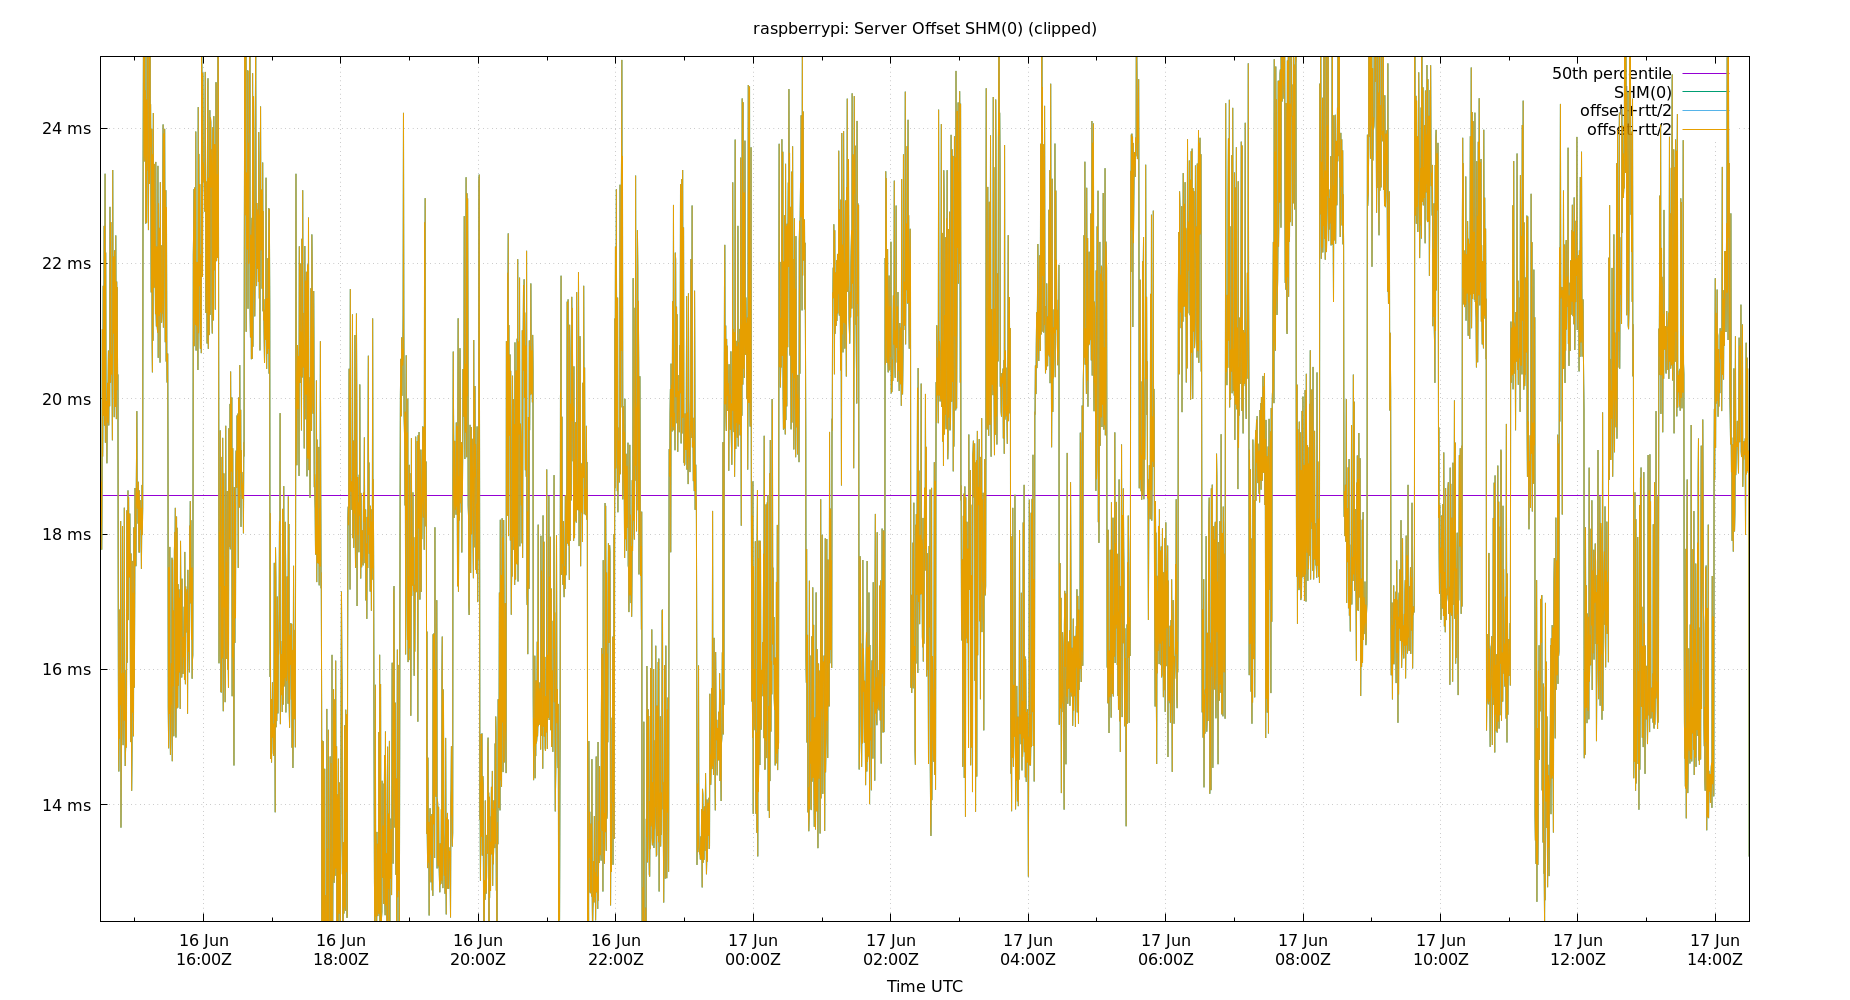 raspberrypi: Server Offset SHM(0) (clipped)
50th percentile
SHM(0)
offset+rtt/2
offset-rtt/2
24 ms
22 ms
20 ms
18 ms
16 ms
14 ms
16 Jun 16 Jun 16 Jun 16 Jun 17 Jun 17 Jun 17 Jun 17 Jun 17 Jun 17 Jun 17 Jun 17 Jun
16:00Z 18:00Z 20:00Z 22:00Z 00:00Z 02:00Z 04:00Z 06:00Z 08:00Z 10:00Z 12:00Z 14:00Z
Time UTC